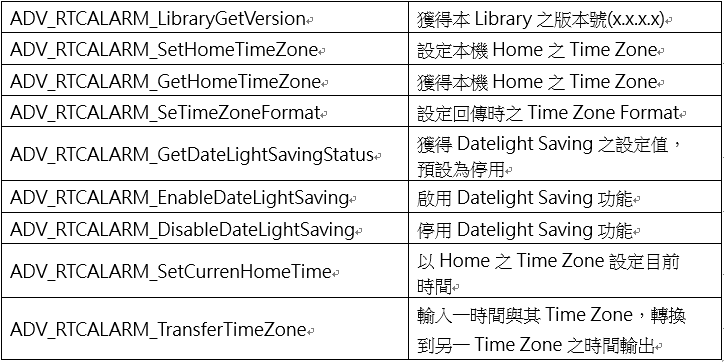 ADV_RTCALARM_LibraryGetVersion 獲得本 Library 之版本號(x.x.x.x)
ADV_RTCALARM_SetHomeTimeZone 設定本機 Home 之 Time Zone
ADV_RTCALARM_GetHomeTimeZone 獲得本機 Home 之 Time Zone
ADV_RTCALARM_SeTimeZoneFormat 設定回傳時之 Time Zone Format
ADV_RTCALARM_GetDateLightSavingStatus 獲得 Datelight Saving 之設定值，
預設為停用
ADV_RTCALARM_EnableDateLightSaving 啟用 Datelight Saving 功能
ADV_RTCALARM_DisableDateLightSaving 停用 Datelight Saving 功能
ADV_RTCALARM_SetCurrenHomeTime 以 Home 之 Time Zone 設定目前
時間
ADV_RTCALARM_TransferTimeZone 輸入一時間與其 Time Zone，轉換
到另一 Time Zone 之時間輸出